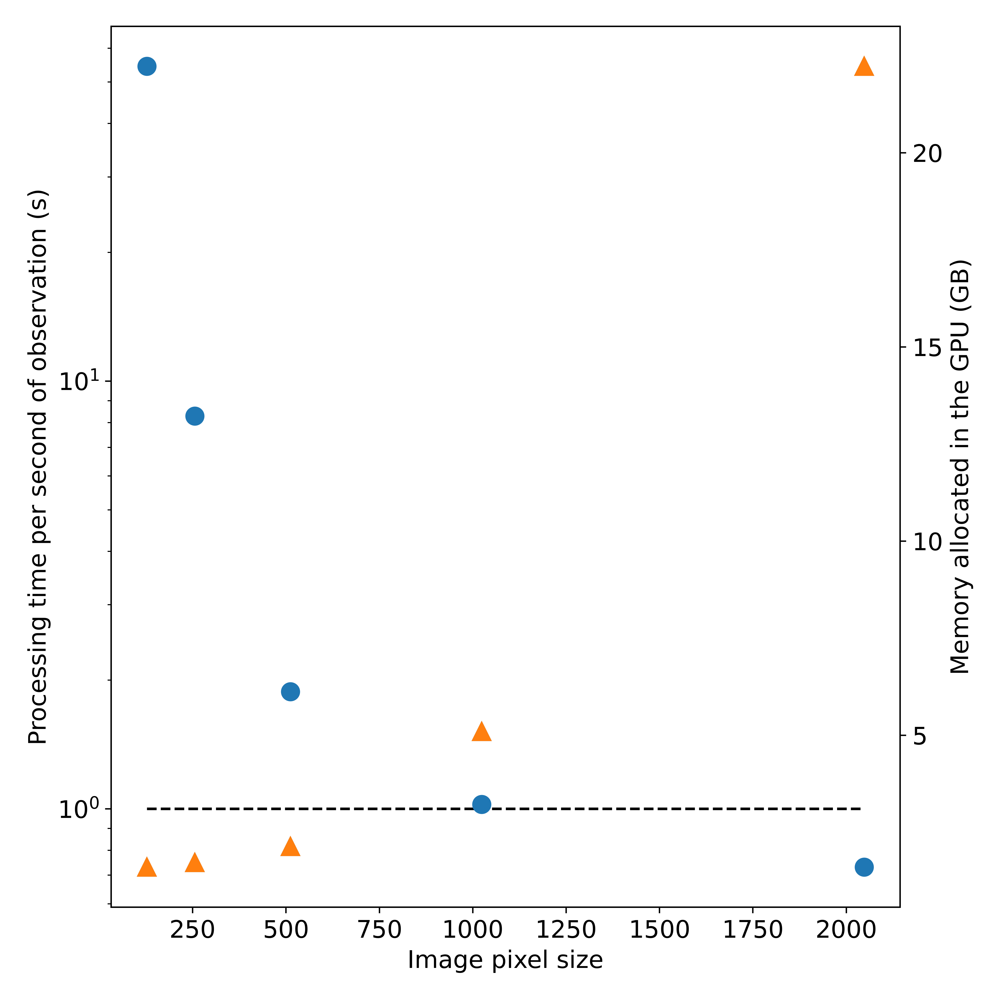 Processing time per second of observation (s)
10¹
10⁰
20
15
10
5
Memory allocated in the GPU (GB)
250 500 750 1000 1250 1500 1750 2000
Image pixel size